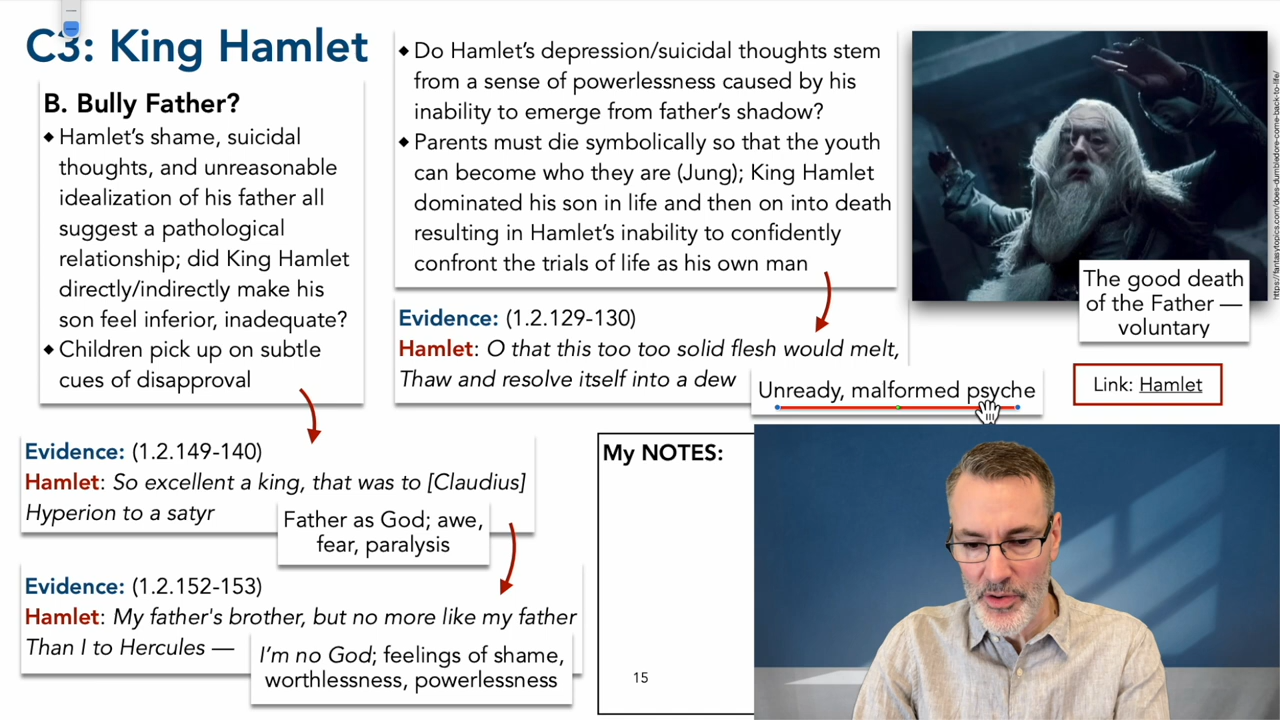 C3: King Hamlet
B. Bully Father?
◆ Hamlet's shame, suicidal
thoughts, and unreasonable
idealization of his father all
suggest a pathological
relationship; did King Hamlet
directly/indirectly make his
son feel inferior, inadequate?
◆ Children pick up on subtle
cues of disapproval
Evidence: (1.2.149-140)
Hamlet: So excellent a king, that was to [Claudius]
Hyperion to a satyr
Father as God; awe,
fear, paralysis
Evidence: (1.2.152-153)
Hamlet: My father's brother, but no more like my father
Than I to Hercules —
I'm no God; feelings of shame,
worthlessness, powerlessness
◆ Do Hamlet's depression/suicidal thoughts stem
from a sense of powerlessness caused by his
inability to emerge from father's shadow?
◆ Parents must die symbolically so that the youth
can become who they are (Jung); King Hamlet
dominated his son in life and then on into death
resulting in Hamlet's inability to confidently
confront the trials of life as his own man
Evidence: (1.2.129-130)
Hamlet: O that this too too solid flesh would melt,
Thaw and resolve itself into a dew
Unready, malformed psyche
The good death
of the Father —
voluntary
https://fantasytopics.com/does-dumbledore-come-back-to-life/
Link: Hamlet
My NOTES:
15